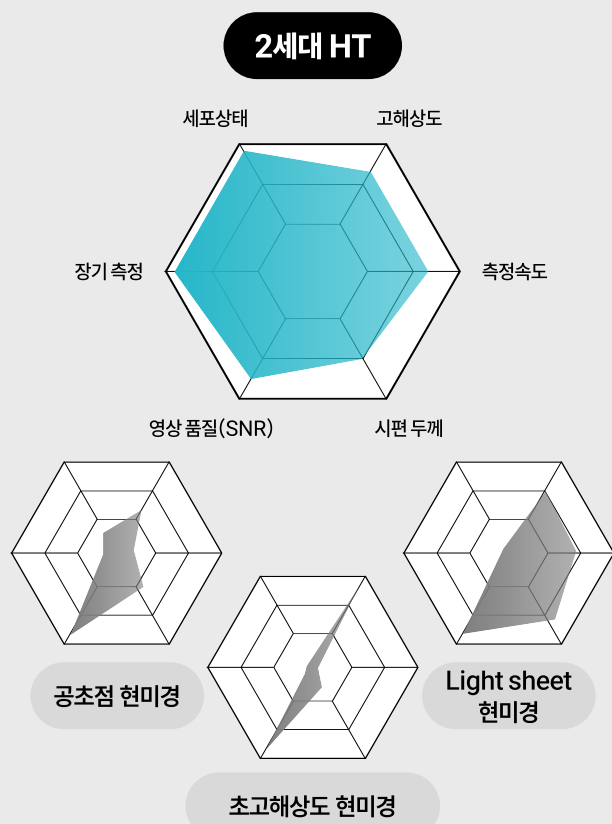 2세대 HT
세포상태
고해상도
장기 측정
측정속도
영상 품질(SNR)
시편 두께
공초점 현미경
Light sheet
현미경
초고해상도 현미경